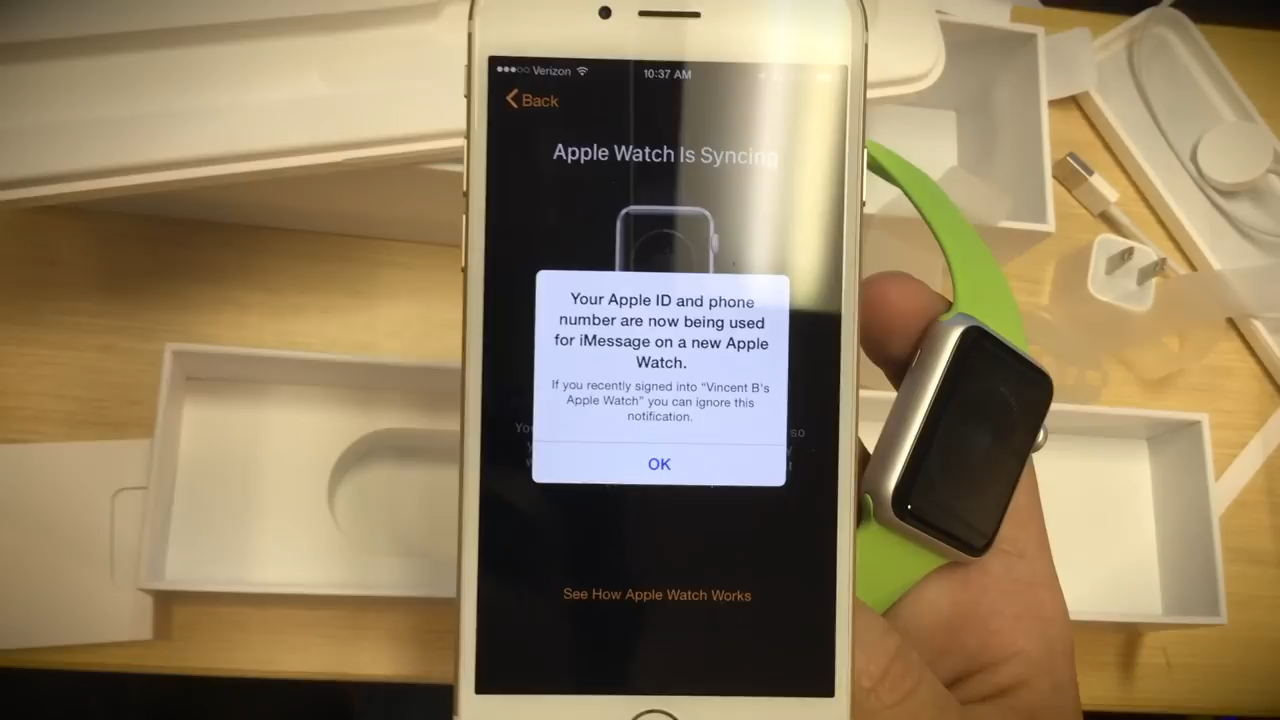 Verizon 10:37 AM
Back
Apple Watch Is Syncing
Your Apple ID and phone
number are now being used
for iMessage on a new Apple
Watch.
If you recently signed into “Vincent B's
Apple Watch” you can ignore this
notification.
OK
See How Apple Watch Works